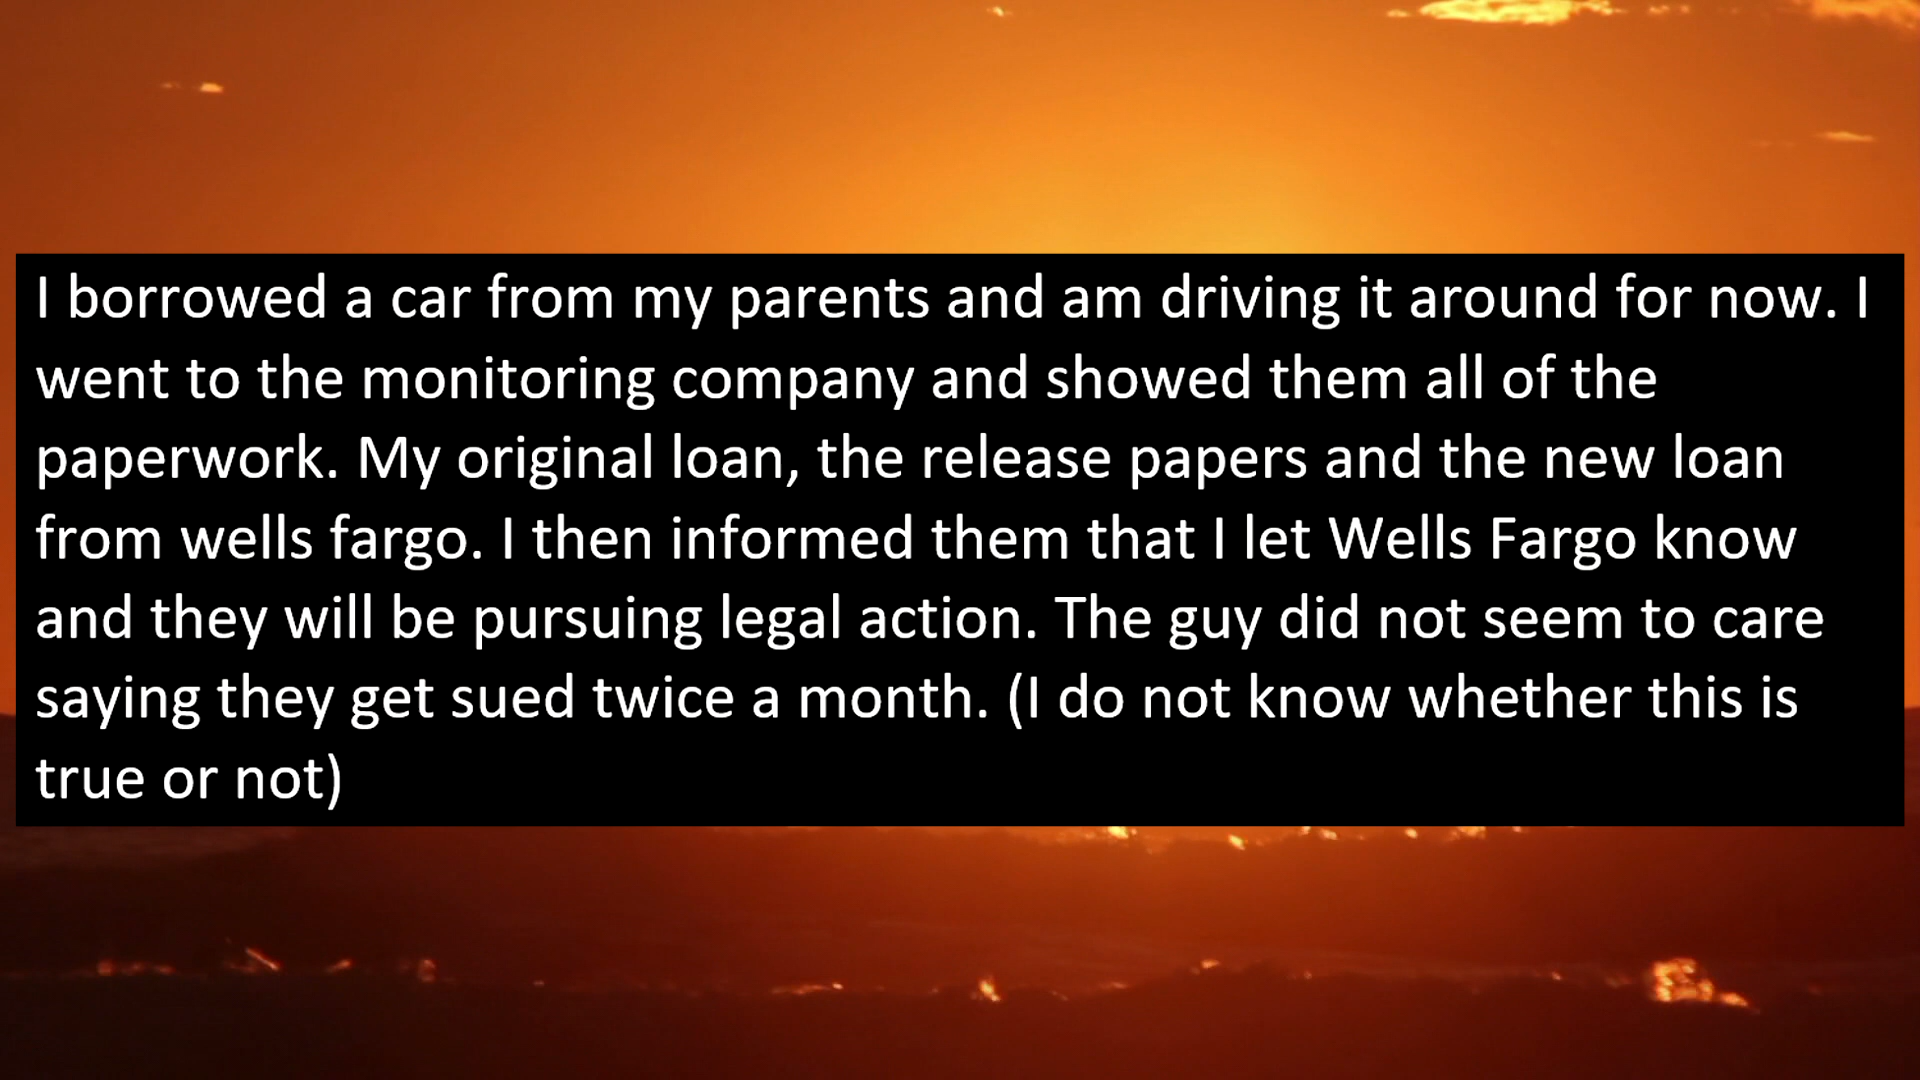 I borrowed a car from my parents and am driving it around for now. I
went to the monitoring company and showed them all of the
paperwork. My original loan, the release papers and the new loan
from wells fargo. I then informed them that I let Wells Fargo know
and they will be pursuing legal action. The guy did not seem to care
saying they get sued twice a month. (I do not know whether this is
true or not)